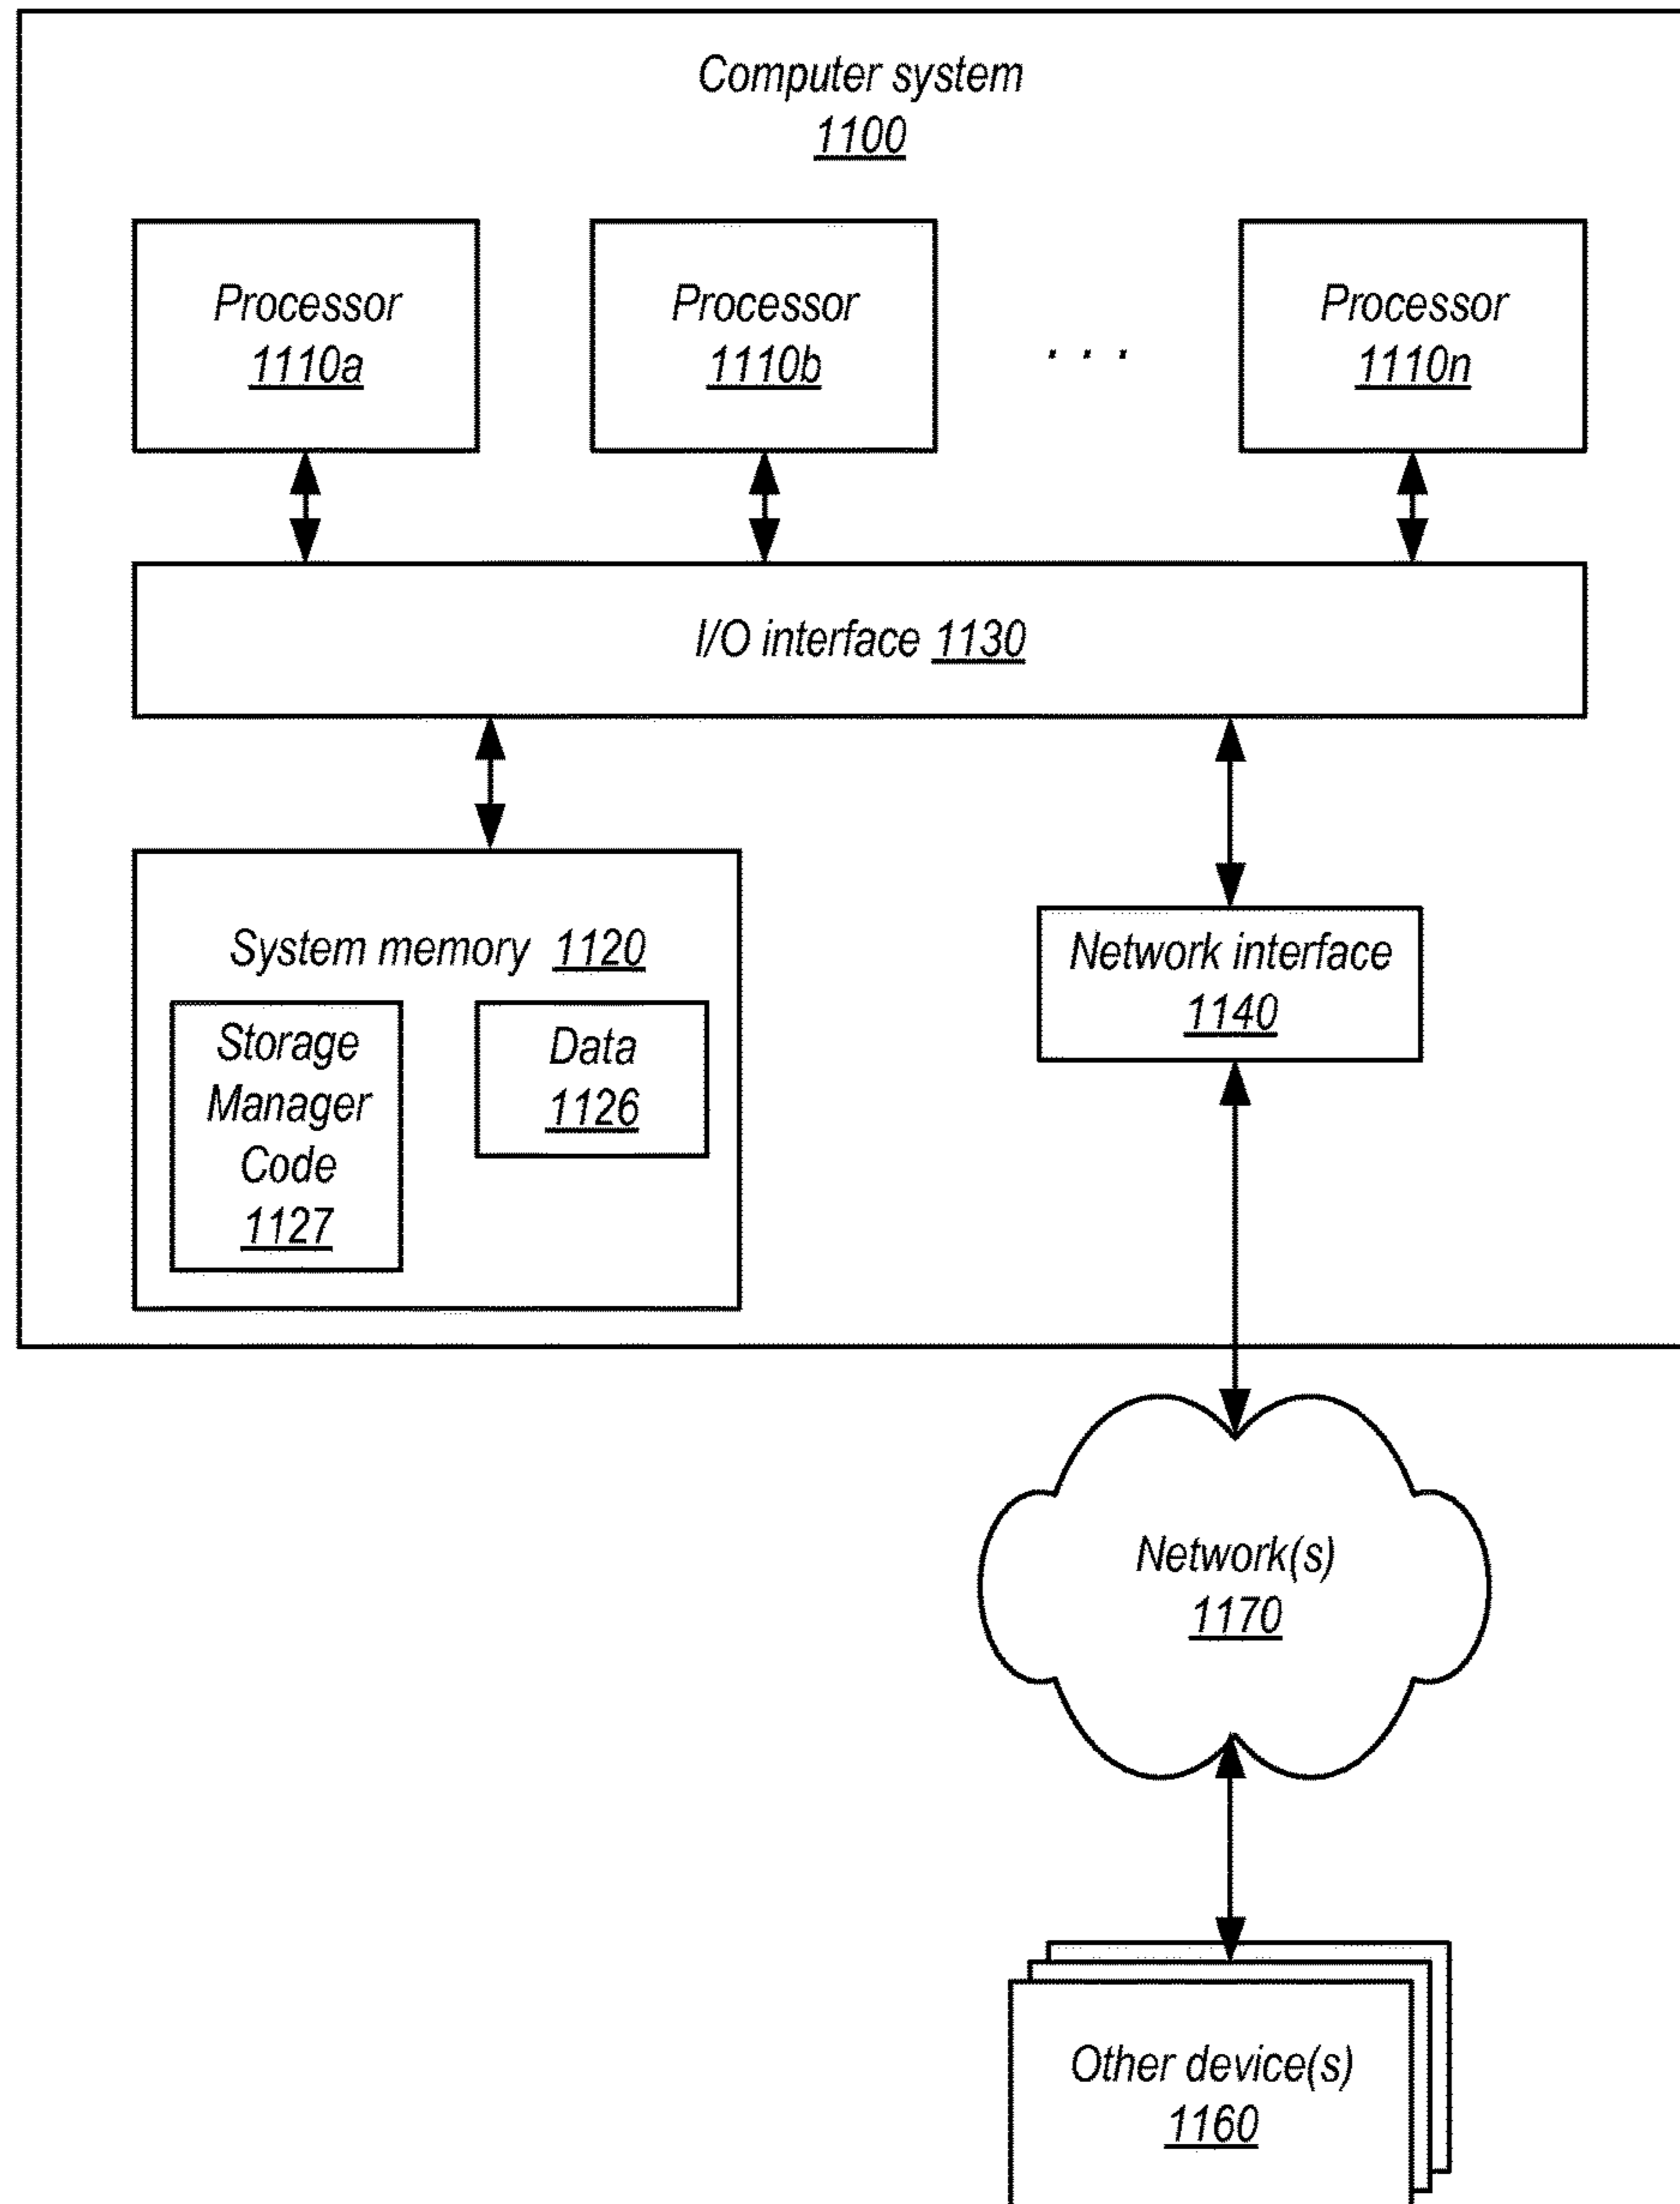 Computer system
1100
Processor
1110a
Processor
1110b
. . .
Processor
1110n
I/O interface 1130
System memory 1120
Storage
Manager
Code
1127
Data
1126
Network interface
1140
Network(s)
1170
Other device(s)
1160